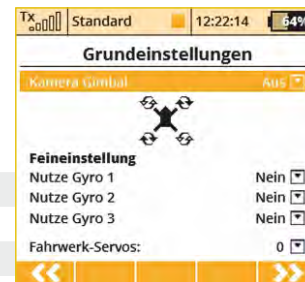 Tx Standard 12:22:14 64%
Grundeinstellungen
Kamera Gimbal Aus
Feineinstellung
Nutze Gyro 1 Nein
Nutze Gyro 2 Nein
Nutze Gyro 3 Nein
Fahrwerk-Servos: 0